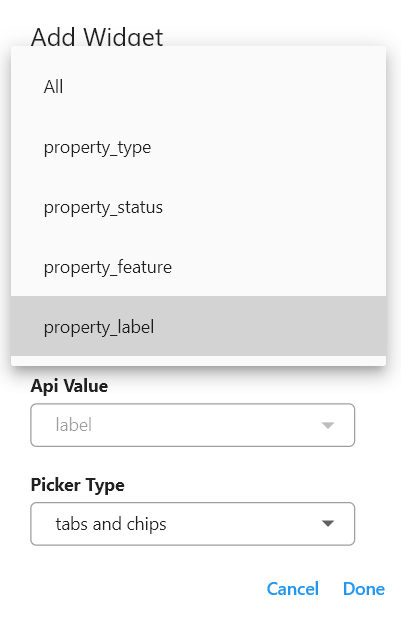 Add Widget
All
property_type
property_status
property_feature
property_label
Api Value
label
Picker Type
tabs and chips
Cancel Done